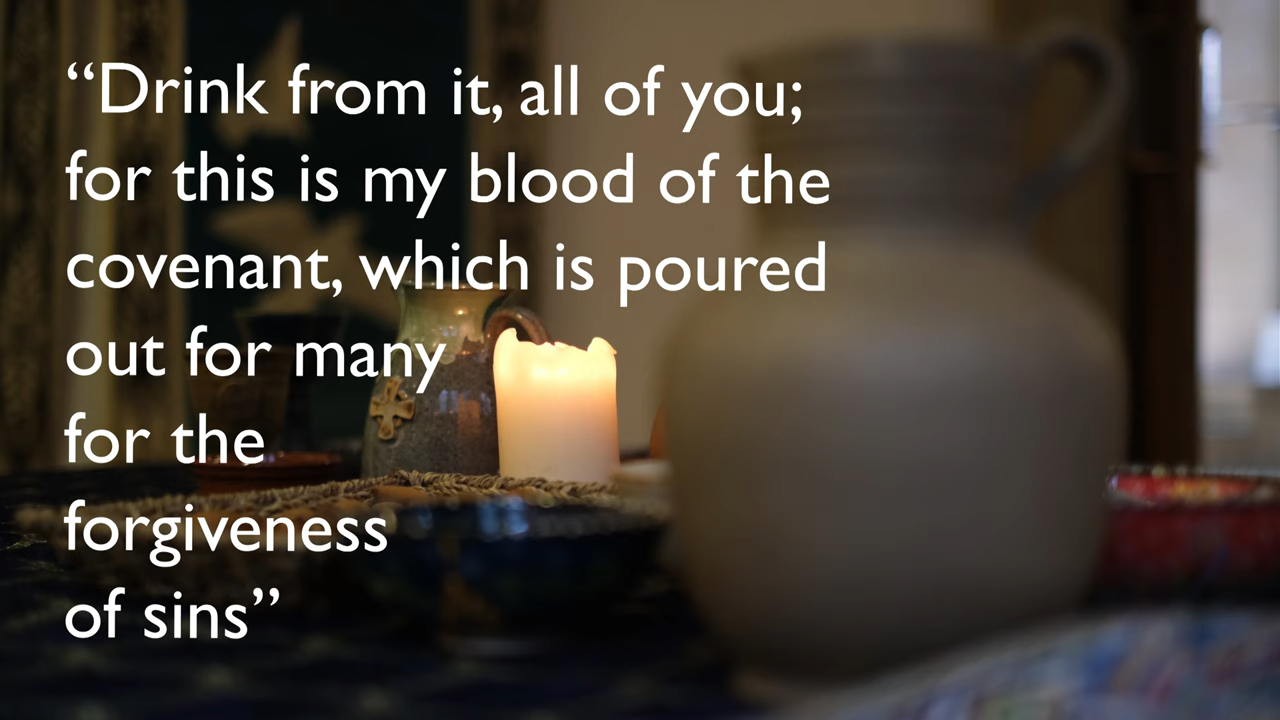 “Drink from it, all of you;
for this is my blood of the
covenant, which is poured
out for many
for the
forgiveness
of sins”